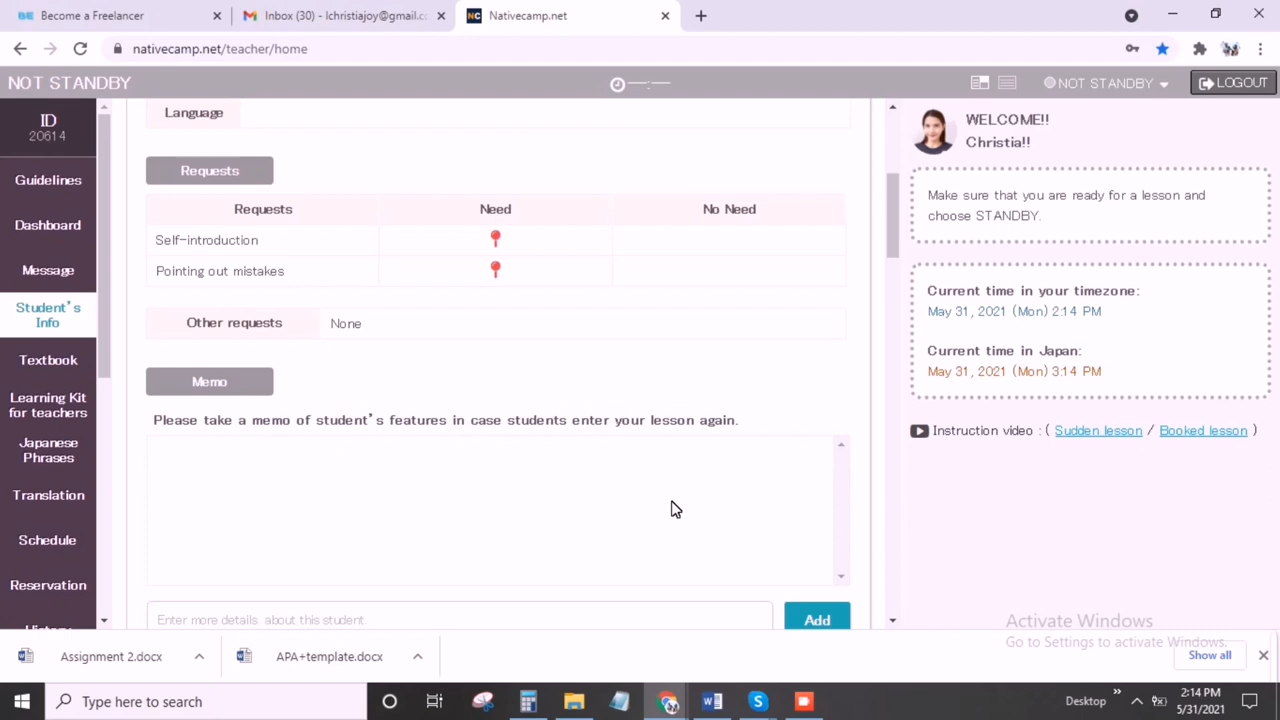 Become a Freelancer
Inbox (30) - lchristiajoy@gmail.cc
Nativecamp.net
nativecamp.net/teacher/home
NOT STANDBY
NOT STANDBY
LOGOUT
ID
20614
Guidelines
Dashboard
Message
Student's
Info
Textbook
Learning Kit
for teachers
Japanese
Phrases
Translation
Schedule
Reservation
History
Language
Requests
Requests Need No Need
Self-introduction
Pointing out mistakes
Other requests None
Memo
Please take a memo of student's features in case students enter your lesson again.
Enter more details about this student.
Add
WELCOME!!
Christia!!
Make sure that you are ready for a lesson and
choose STANDBY.
Current time in your timezone:
May 31, 2021 (Mon) 2:14 PM
Current time in Japan:
May 31, 2021 (Mon) 3:14 PM
Instruction video : ( Sudden lesson / Booked lesson )
Activate Windows
Go to Settings to activate Windows.
Assignment 2.docx
APA+template.docx
Show all
Type here to search
Desktop
2:14 PM
5/31/2021